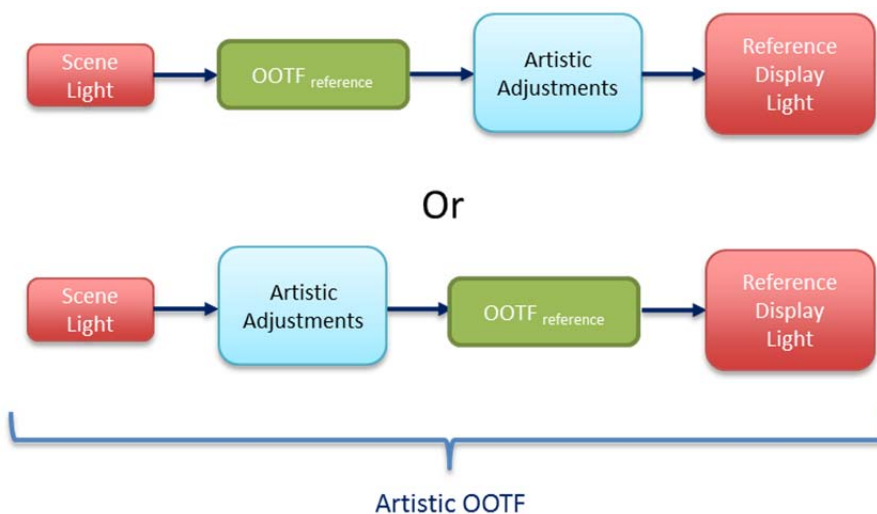 Scene
Light
OOTF reference
Artistic
Adjustments
Reference
Display
Light
Or
Scene
Light
Artistic
Adjustments
OOTF reference
Reference
Display
Light
Artistic OOTF